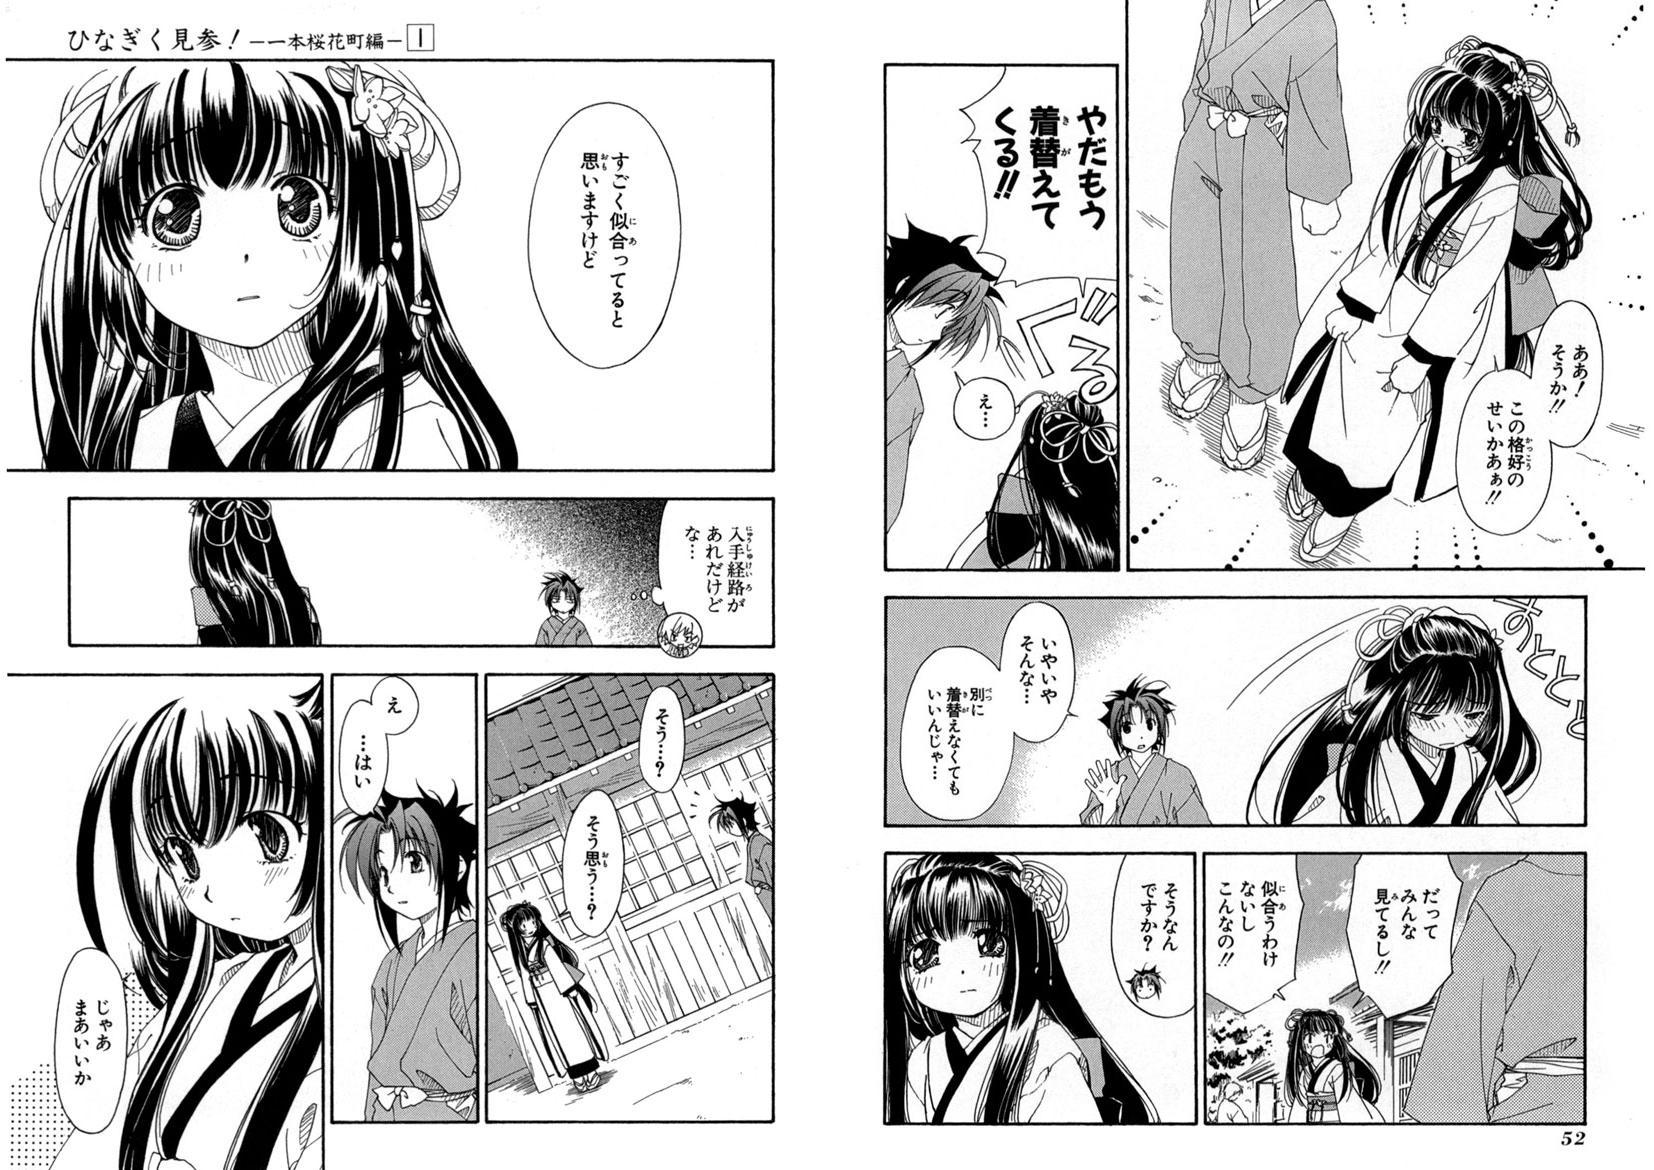 ああ!
そうか!!
この格好の
せいかあぁ!!
やだもう
着替えて
くる!!
ぐる
え…
すとととと
いやいや
そんな…
別に
着替えなくても
いいんじゃ…
だって
みんな
見てるし!!
似合うわけ
ないし
こんなの!!
そうなん
ですか?
52
ひなぎく見参!―一本桜花町編― 1
すごく似合ってると
思いますけど
入手経路が
あれだけど
な…
そう…?
そう思う…?
え
…はい
じゃあ
まあいいか